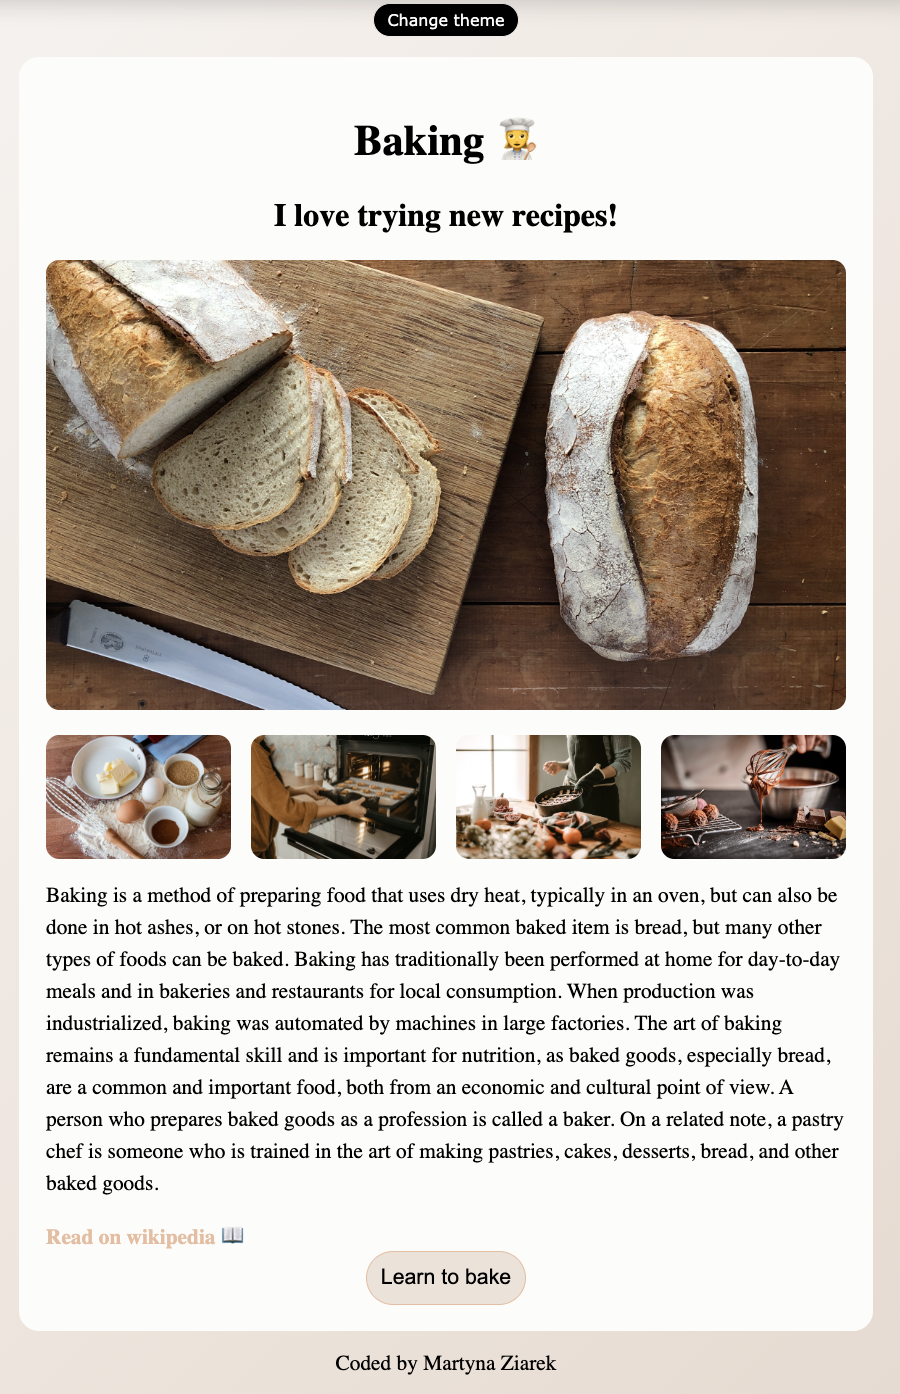 Change theme
Baking 👩‍🍳
I love trying new recipes!
Baking is a method of preparing food that uses dry heat, typically in an oven, but can also be
done in hot ashes, or on hot stones. The most common baked item is bread, but many other
types of foods can be baked. Baking has traditionally been performed at home for day-to-day
meals and in bakeries and restaurants for local consumption. When production was
industrialized, baking was automated by machines in large factories. The art of baking
remains a fundamental skill and is important for nutrition, as baked goods, especially bread,
are a common and important food, both from an economic and cultural point of view. A
person who prepares baked goods as a profession is called a baker. On a related note, a pastry
chef is someone who is trained in the art of making pastries, cakes, desserts, bread, and other
baked goods.
Read on wikipedia 📖
Learn to bake
Coded by Martyna Ziarek